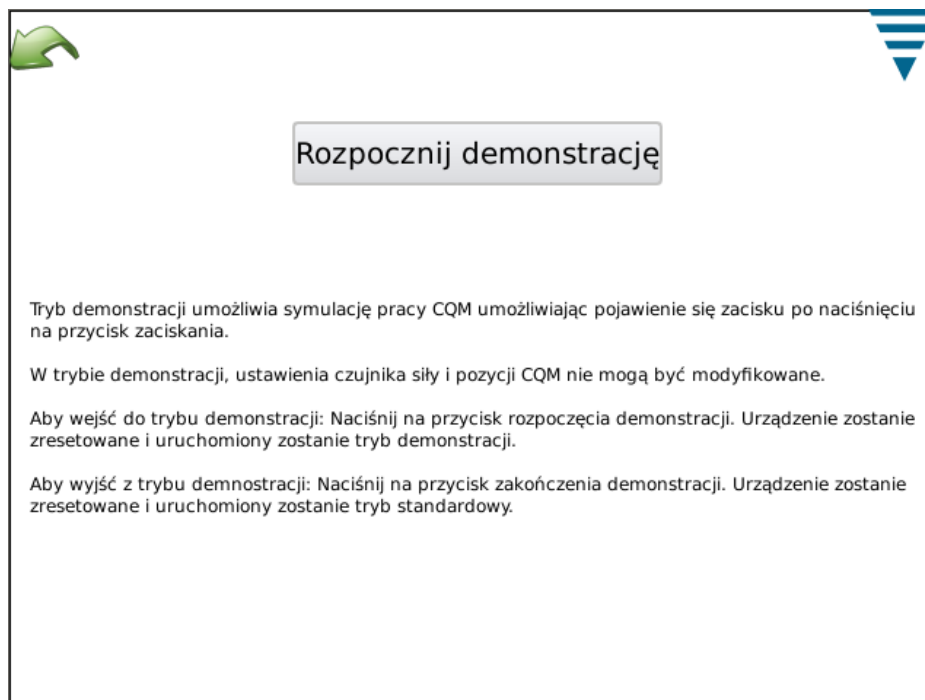 Rozpocznij demonstrację
Tryb demonstracji umożliwia symulację pracy CQM umożliwiając pojawienie się zacisku po naciśnięciu
na przycisk zaciskania.
W trybie demonstracji, ustawienia czujnika siły i pozycji CQM nie mogą być modyfikowane.
Aby wejść do trybu demonstracji: Naciśnij na przycisk rozpoczęcia demonstracji. Urządzenie zostanie
zresetowane i uruchomiony zostanie tryb demonstracji.
Aby wyjść z trybu demnostracji: Naciśnij na przycisk zakończenia demonstracji. Urządzenie zostanie
zresetowane i uruchomiony zostanie tryb standardowy.